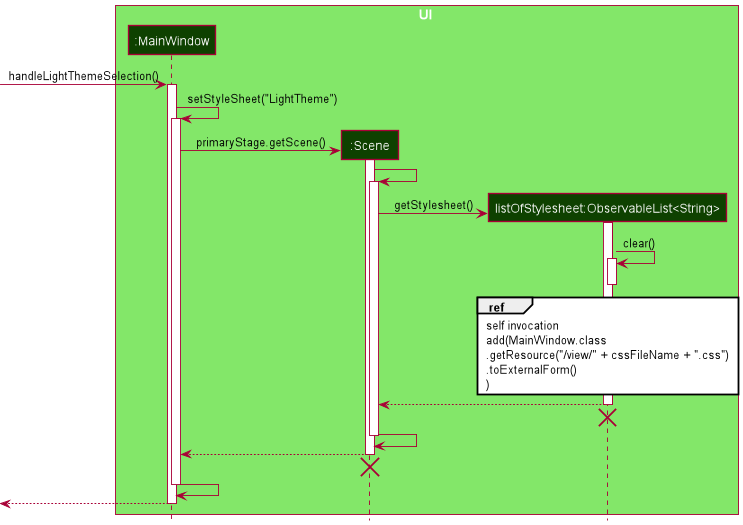 UI
:MainWindow
handleLightThemeSelection()
setStyleSheet("LightTheme")
primaryStage.getScene()
:Scene
getStylesheet()
listOfStylesheet:ObservableList<String>
clear()
ref
self invocation
add(MainWindow.class
.getResource("/view/" + cssFileName + ".css")
.toExternalForm()
)